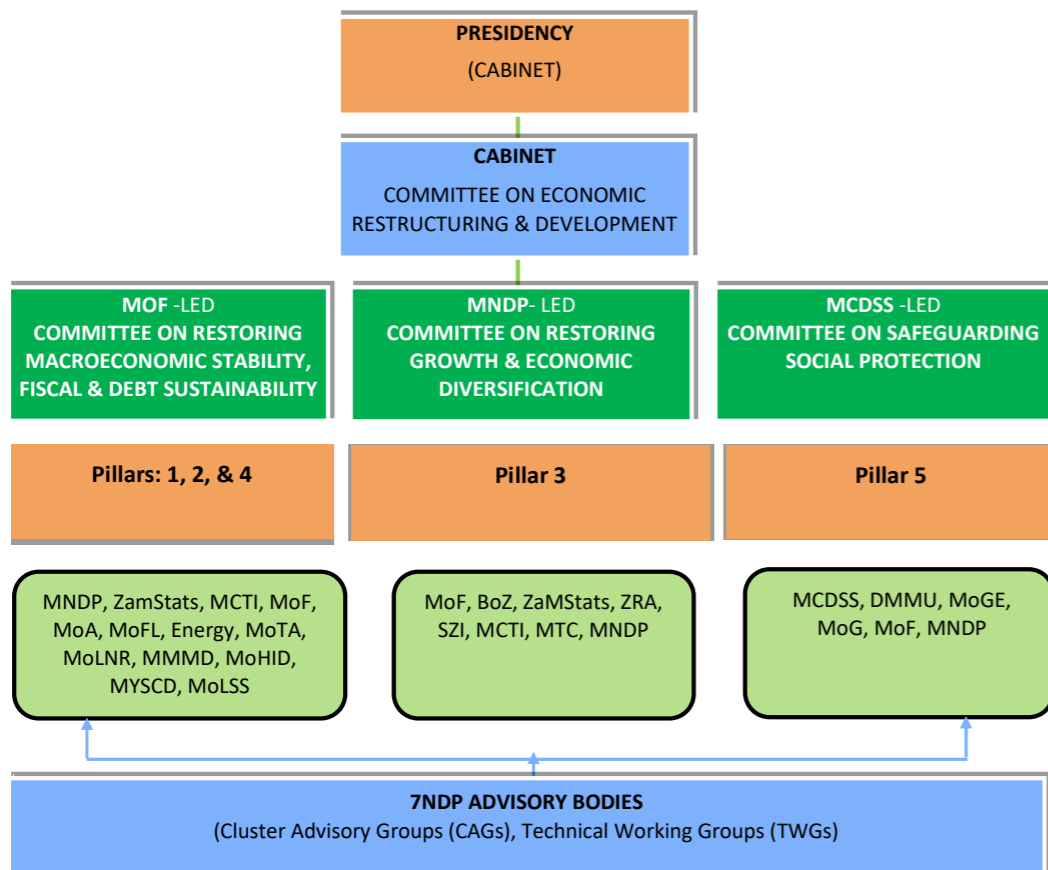 PRESIDENCY
(CABINET)
CABINET
COMMITTEE ON ECONOMIC
RESTRUCTURING & DEVELOPMENT
MOF -LED
COMMITTEE ON RESTORING
MACROECONOMIC STABILITY,
FISCAL & DEBT SUSTAINABILITY
MNDP- LED
COMMITTEE ON RESTORING
GROWTH & ECONOMIC
DIVERSIFICATION
MCDSS -LED
COMMITTEE ON SAFEGUARDING
SOCIAL PROTECTION
Pillars: 1, 2, & 4
Pillar 3
Pillar 5
MNDP, ZamStats, MCTI, MoF,
MoA, MoFL, Energy, MoTA,
MoLNR, MMMD, MoHID,
MYSCD, MoLSS
MoF, BoZ, ZaMStats, ZRA,
SZI, MCTI, MTC, MNDP
MCDSS, DMMU, MoGE,
MoG, MoF, MNDP
7NDP ADVISORY BODIES
(Cluster Advisory Groups (CAGs), Technical Working Groups (TWGs)